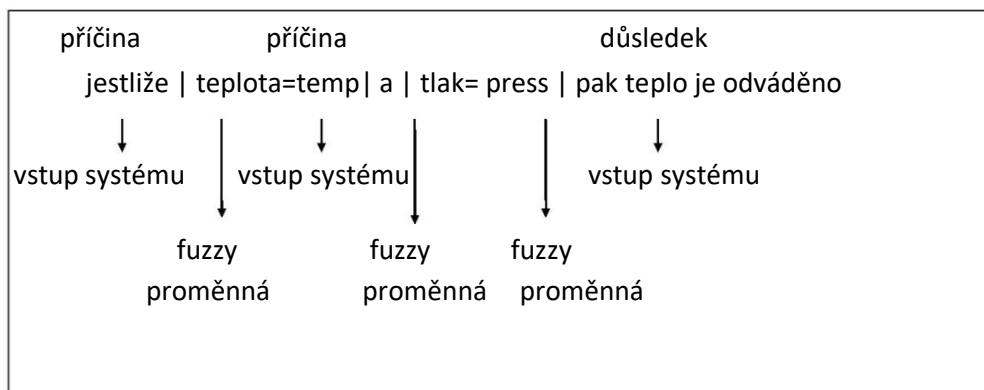 příčina příčina důsledek
jestliže | teplota=temp| a | tlak= press | pak teplo je odváděno
vstup systému vstup systému vstup systému
fuzzy fuzzy fuzzy
proměnná proměnná proměnná